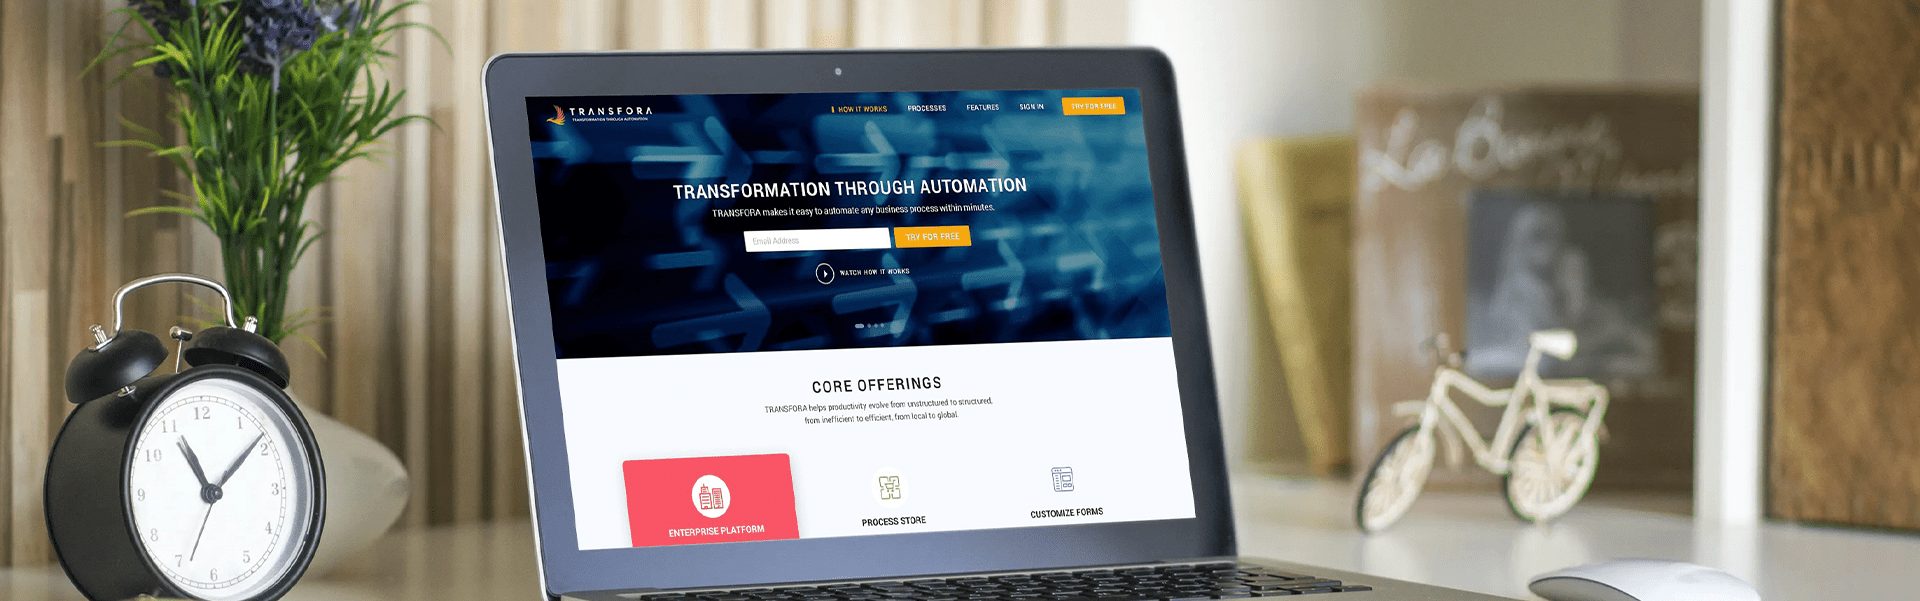 TRANSFORA
TRANSFORMATION THROUGH AUTOMATION
HOW IT WORKS
PROCESSES
FEATURES
SIGN IN
TRY FOR FREE
TRANSFORMATION THROUGH AUTOMATION
TRANSFORA makes it easy to automate any business process within minutes.
Email Address
TRY FOR FREE
WATCH HOW IT WORKS
CORE OFFERINGS
TRANSFORA helps productivity evolve from unstructured to structured,
from inefficient to efficient, from local to global.
ENTERPRISE PLATFORM
PROCESS STORE
CUSTOMIZE FORMS
12
11
10
9
8
7
6
5
4
3
2